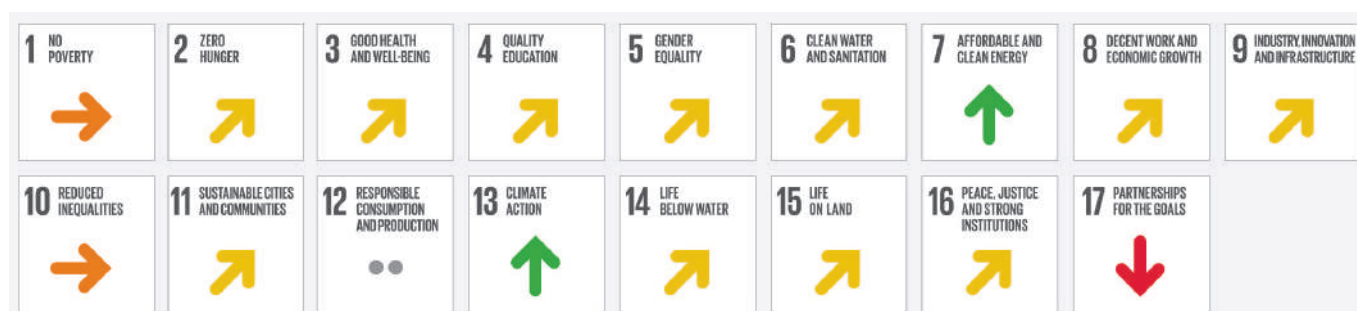 1 NO
POVERTY
2 ZERO
HUNGER
3 GOOD HEALTH
AND WELL-BEING
4 QUALITY
EDUCATION
5 GENDER
EQUALITY
6 CLEAN WATER
AND SANITATION
7 AFFORDABLE AND
CLEAN ENERGY
8 DECENT WORK AND
ECONOMIC GROWTH
9 INDUSTRY, INNOVATION
AND INFRASTRUCTURE
10 REDUCED
INEQUALITIES
11 SUSTAINABLE CITIES
AND COMMUNITIES
12 RESPONSIBLE
CONSUMPTION
AND PRODUCTION
13 CLIMATE
ACTION
14 LIFE
BELOW WATER
15 LIFE
ON LAND
16 PEACE, JUSTICE
AND STRONG
INSTITUTIONS
17 PARTNERSHIPS
FOR THE GOALS